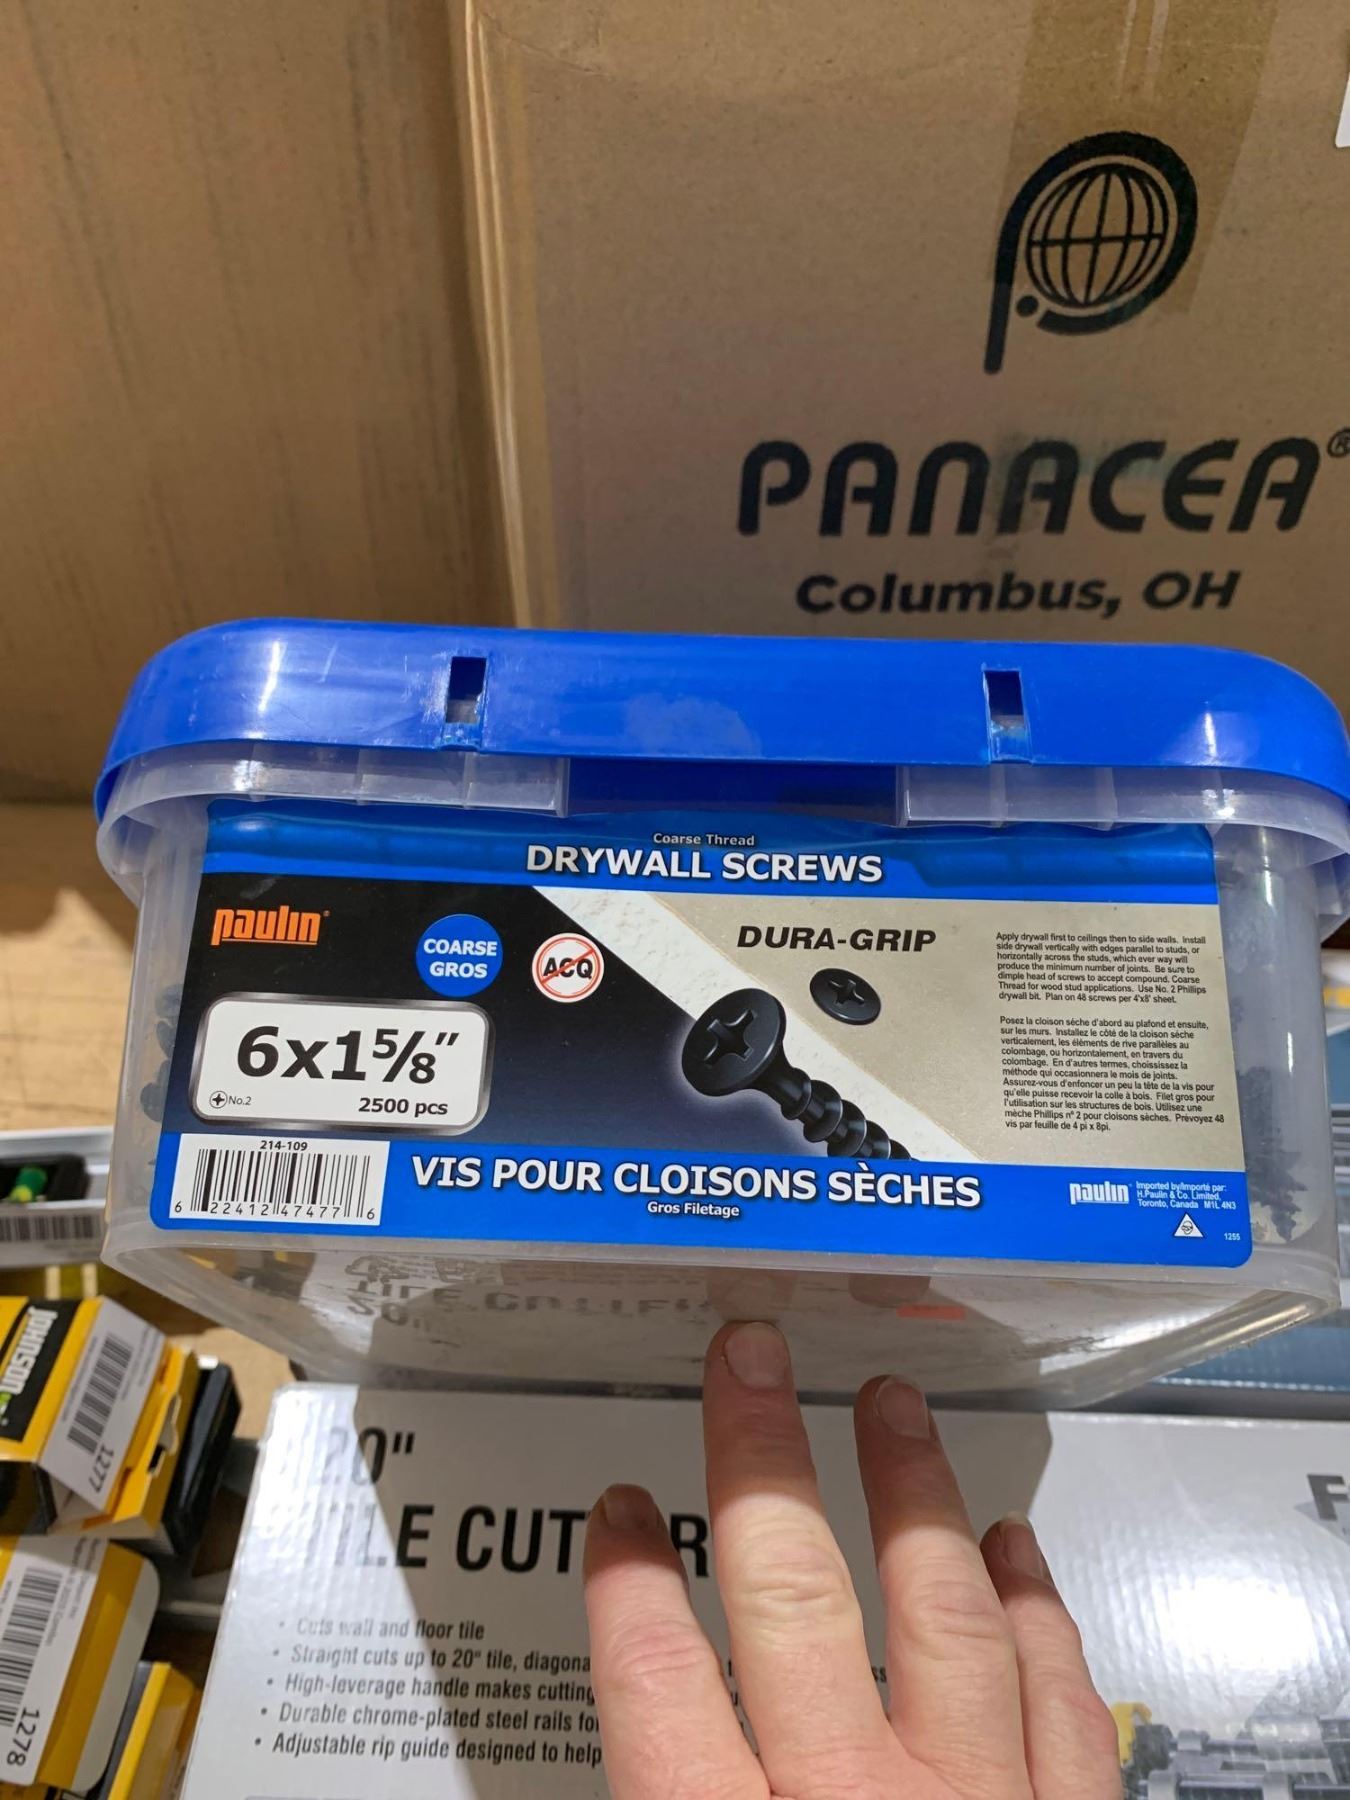 PANACEA®
Columbus, OH
Coarse Thread
DRYWALL SCREWS
paulin®
COARSE
GROS
ACQ
DURA-GRIP
6x1⅝"
No.2
2500 pcs
Apply drywall first to ceilings then to side walls. Install
side drywall vertically with edges parallel to studs, or
horizontally across the studs, which ever way will
produce the minimum number of joints. Be sure to
dimple head of screws to accept compound. Coarse
Thread for wood stud applications. Use No. 2 Phillips
drywall bit. Plan on 48 screws per 4'x8' sheet.
Posez la cloison sèche d'abord au plafond et ensuite,
sur les murs. Installez le côté de la cloison sèche
verticalement, les éléments de rive parallèles au
colombage, ou horizontalement, en travers du
colombage. En d'autres termes, choississez la
méthode qui occasionnera le mois de joints.
Assurez-vous d'enfoncer un peu la tête de la vis pour
qu'elle puisse recevoir la colle à bois. Filet gros pour
l'utilisation sur les structures de bois. Utilisez une
mèche Phillips n° 2 pour cloisons sèches. Prévoyez 48
vis par feuille de 4 pi x 8pi.
214-109
6 22412 47477 6
VIS POUR CLOISONS SÈCHES
Gros Filetage
paulin®
Imported by/Importé par:
H.Paulin & Co. Limited,
Toronto, Canada M1L 4N3
1255
JOHNSON
1277
1278
20"
TILE CUT R
• Cuts wall and floor tile
• Straight cuts up to 20" tile, diagona
• High-leverage handle makes cutting
• Durable chrome-plated steel rails for
• Adjustable rip guide designed to help
F